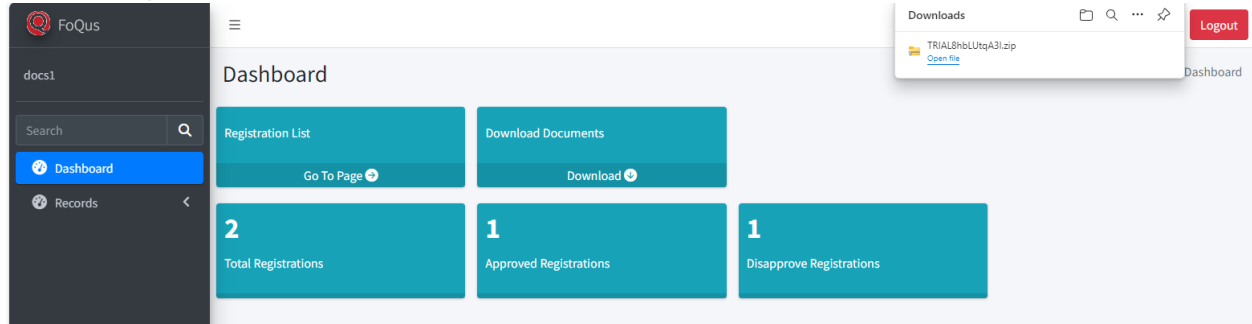 FoQus
docs1
Search
Dashboard
Records
Downloads
TRIAL8hbLUtqA3I.zip
Open file
Logout
Dashboard
Dashboard
Registration List
Go To Page
Download Documents
Download
2
Total Registrations
1
Approved Registrations
1
Disapprove Registrations